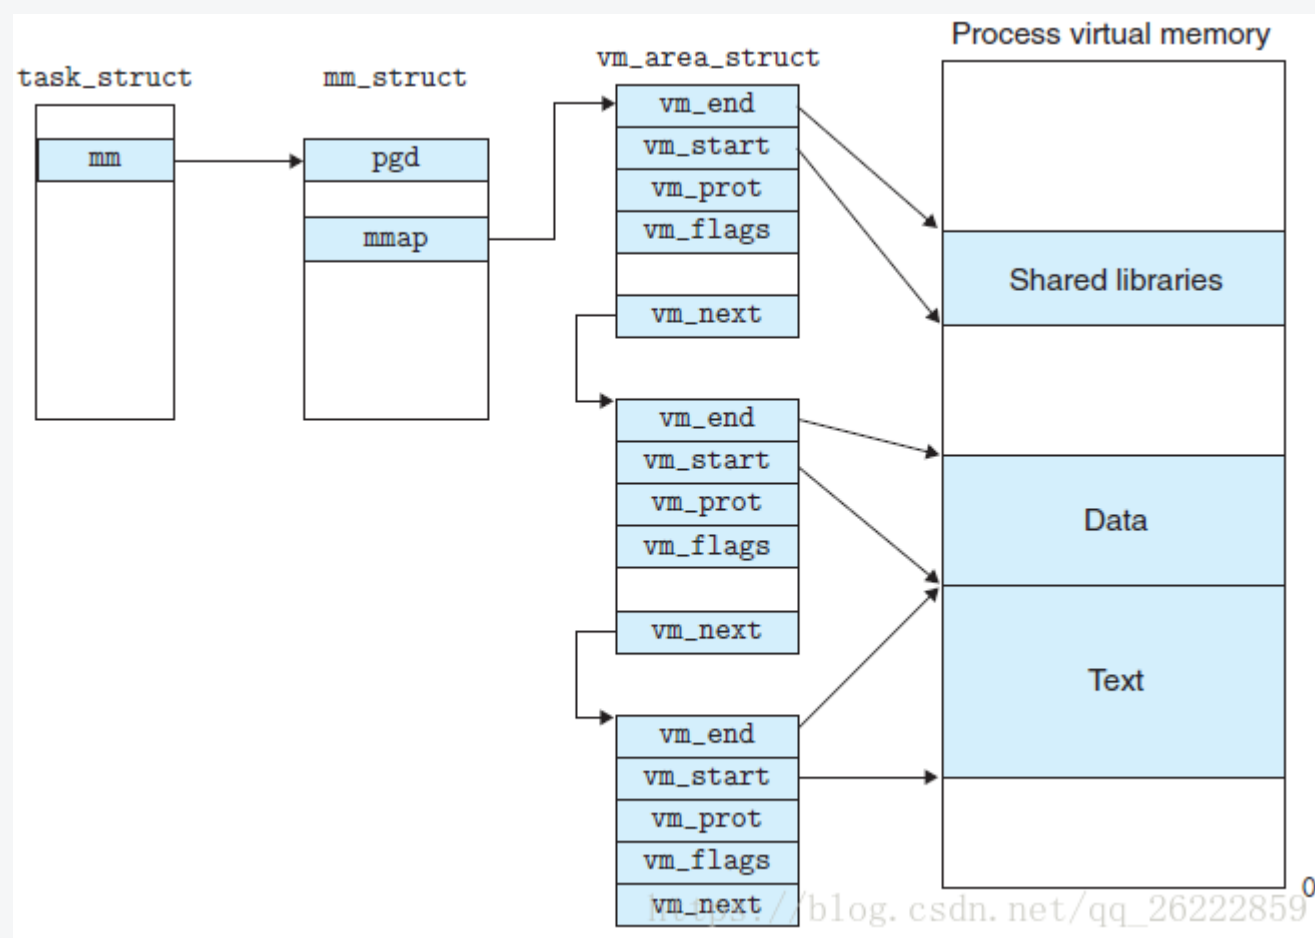 Process virtual memory
task_struct
mm_struct
vm_area_struct
mm
pgd
mmap
vm_end
vm_start
vm_prot
vm_flags
vm_next
vm_end
vm_start
vm_prot
vm_flags
vm_next
vm_end
vm_start
vm_prot
vm_flags
vm_next
Shared libraries
Data
Text
0
https://blog.csdn.net/qq_26222859